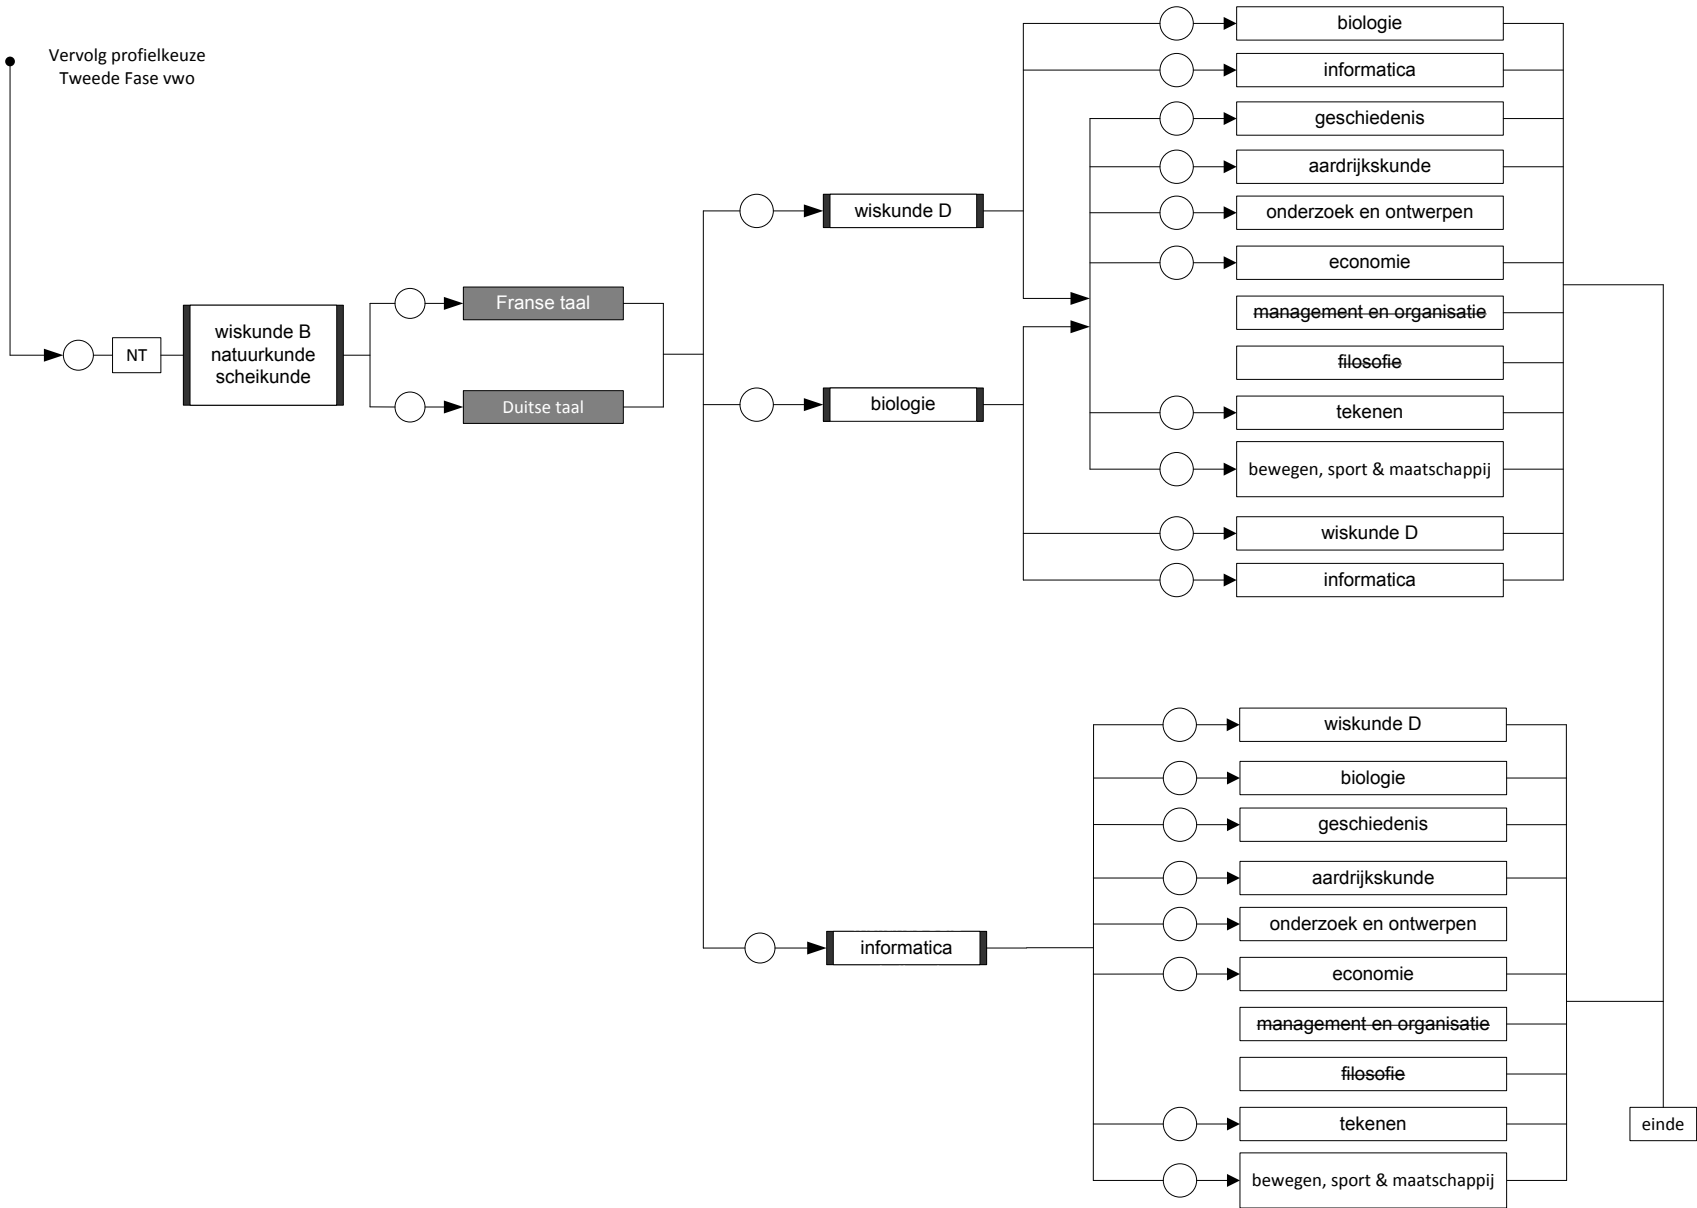 Vervolg profielkeuze
Tweede Fase vwo
NT
wiskunde B
natuurkunde
scheikunde
Franse taal
Duitse taal
wiskunde D
biologie
informatica
biologie
informatica
geschiedenis
aardrijkskunde
onderzoek en ontwerpen
economie
management en organisatie
filosofie
tekenen
bewegen, sport & maatschappij
wiskunde D
informatica
wiskunde D
biologie
geschiedenis
aardrijkskunde
onderzoek en ontwerpen
economie
management en organisatie
filosofie
tekenen
bewegen, sport & maatschappij
einde